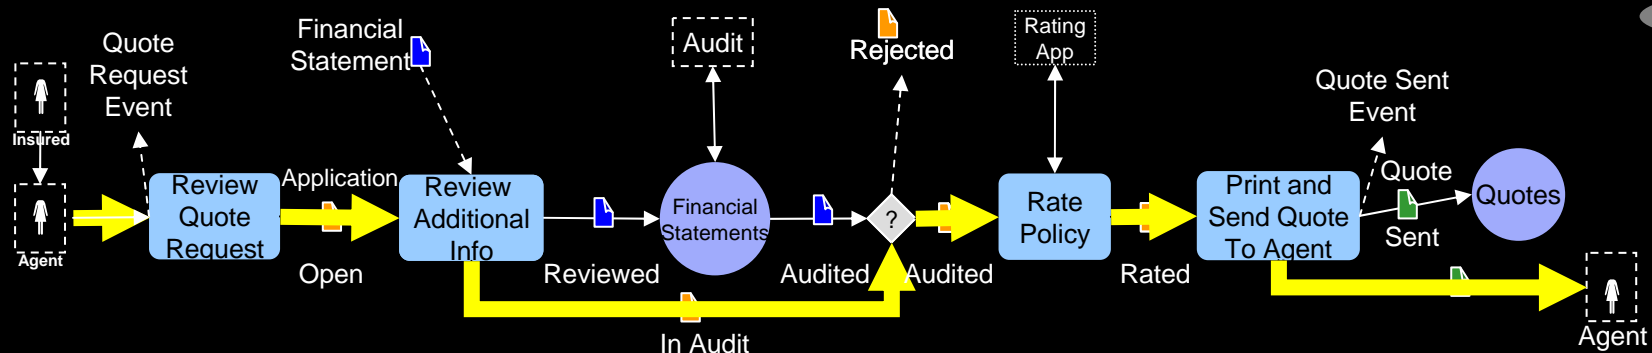 Insured
Agent
Quote
Request
Event
Review
Quote
Request
Application
Open
Financial
Statement
Review
Additional
Info
Reviewed
In Audit
Audit
Financial
Statements
Audited
Rejected
?
Audited
Rating
App
Rate
Policy
Rated
Print and
Send Quote
To Agent
Quote Sent
Event
Quote
Sent
Quotes
Agent